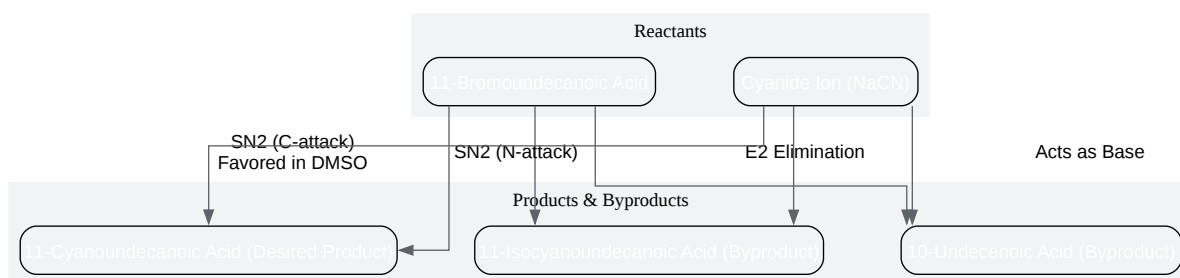 Reactants
11-Bromoundecanoic Acid
Cyanide Ion (NaCN)
SN2 (C-attack)
Favored in DMSO
SN2 (N-attack)
E2 Elimination
Acts as Base
Products & Byproducts
11-Cyanoundecanoic Acid (Desired Product)
11-Isocyanoundecanoic Acid (Byproduct)
10-Undecenoic Acid (Byproduct)